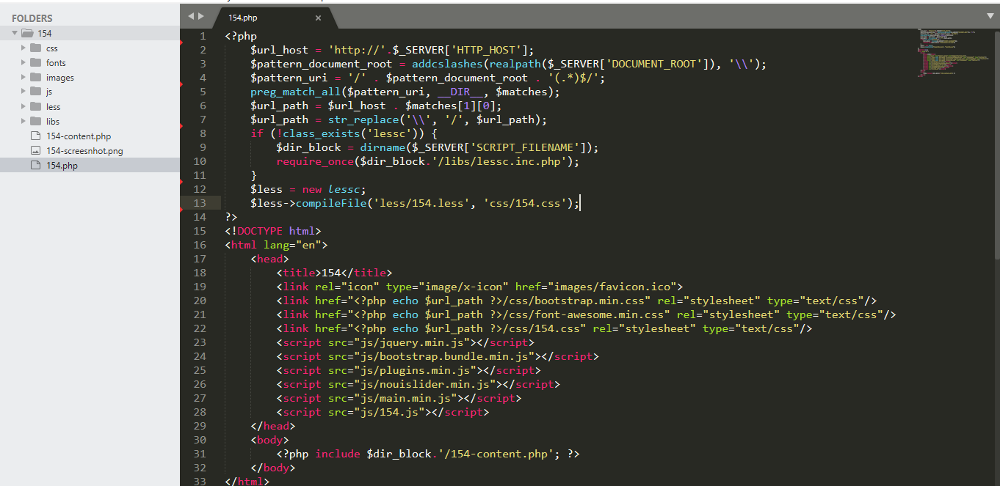 FOLDERS
154
css
fonts
images
js
less
libs
154-content.php
154-screesnhot.png
154.php
154.php ×
1 <?php
2 $url_host = 'http://'.$_SERVER['HTTP_HOST'];
3 $pattern_document_root = addcslashes(realpath($_SERVER['DOCUMENT_ROOT']), '\\');
4 $pattern_uri = '/' . $pattern_document_root . '(.*)$/';
5 preg_match_all($pattern_uri, __DIR__, $matches);
6 $url_path = $url_host . $matches[1][0];
7 $url_path = str_replace('\\', '/', $url_path);
8 if (!class_exists('lessc')) {
9 $dir_block = dirname($_SERVER['SCRIPT_FILENAME']);
10 require_once($dir_block.'/libs/lessc.inc.php');
11 }
12 $less = new lessc;
13 $less->compileFile('less/154.less', 'css/154.css');
14 ?>
15 <!DOCTYPE html>
16 <html lang="en">
17 <head>
18 <title>154</title>
19 <link rel="icon" type="image/x-icon" href="images/favicon.ico">
20 <link href="<?php echo $url_path ?>/css/bootstrap.min.css" rel="stylesheet" type="text/css"/>
21 <link href="<?php echo $url_path ?>/css/font-awesome.min.css" rel="stylesheet" type="text/css"/>
22 <link href="<?php echo $url_path ?>/css/154.css" rel="stylesheet" type="text/css"/>
23 <script src="js/jquery.min.js"></script>
24 <script src="js/bootstrap.bundle.min.js"></script>
25 <script src="js/plugins.min.js"></script>
26 <script src="js/nouislider.min.js"></script>
27 <script src="js/main.min.js"></script>
28 <script src="js/154.js"></script>
29 </head>
30 <body>
31 <?php include $dir_block.'/154-content.php'; ?>
32 </body>
33 </html>